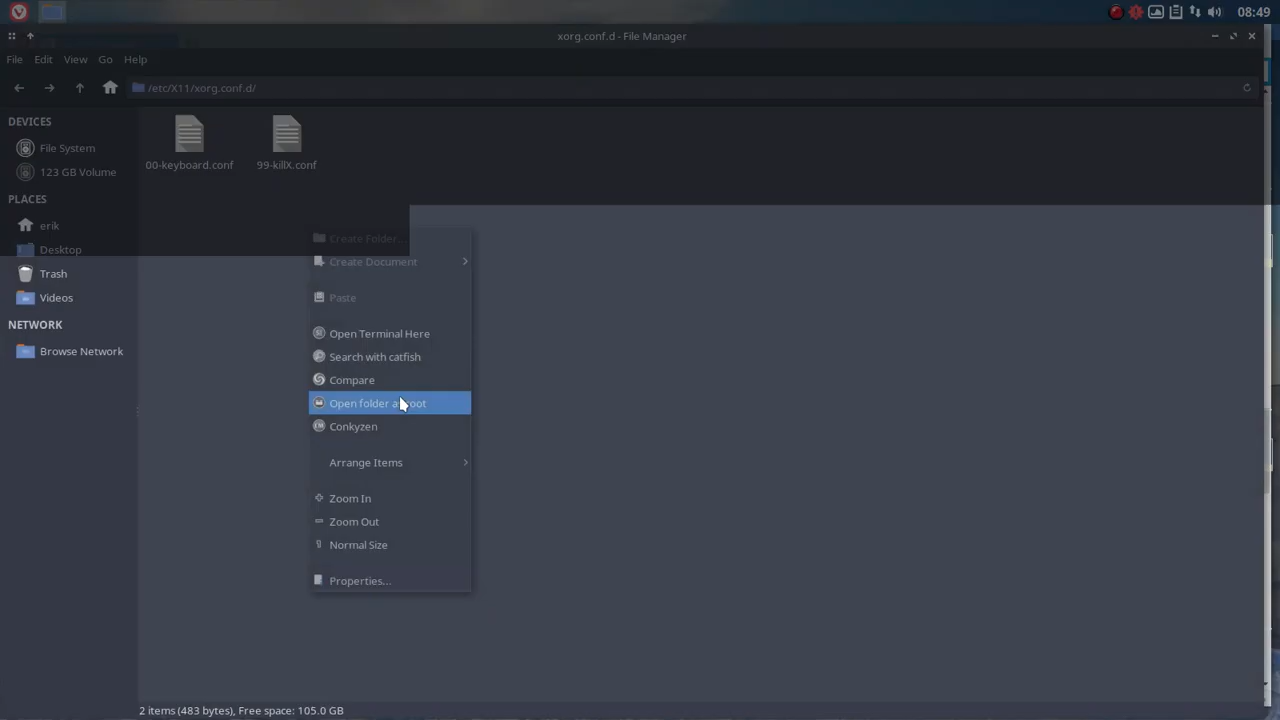 08:49
xorg.conf.d - File Manager
File Edit View Go Help
/etc/X11/xorg.conf.d/
DEVICES
File System
123 GB Volume
PLACES
erik
Desktop
Trash
Videos
NETWORK
Browse Network
00-keyboard.conf
99-killX.conf
Create Folder...
Create Document
Paste
Open Terminal Here
Search with catfish
Compare
Open folder as root
Conkyzen
Arrange Items
Zoom In
Zoom Out
Normal Size
Properties...
2 items (483 bytes), Free space: 105.0 GB